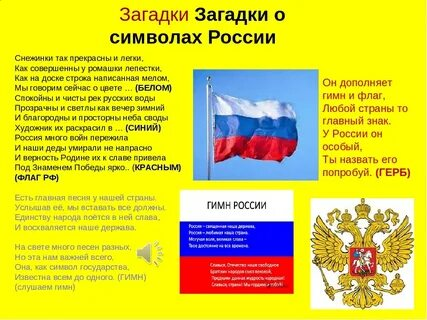 Загадки Загадки о
символах России
Снежинки так прекрасны и легки,
Как совершенны у ромашки лепестки,
Как на доске строка написанная мелом,
Мы говорим сейчас о цвете … (БЕЛОМ)
Спокойны и чисты рек русских воды
Прозрачны и светлы как вечер зимний
И благородны и просторны неба своды
Художник их раскрасил в … (СИНИЙ)
Россия много войн пережила
И наши деды умирали не напрасно
И верность Родине их к славе привела
Под Знаменем Победы ярко.. (КРАСНЫМ)
(ФЛАГ РФ)
Есть главная песня у нашей страны.
Услышав её, мы вставать все должны.
Единству народа поётся в ней слава,
И восхваляется наша держава.
На свете много песен разных,
Но эта нам важней всего.
Она, как символ государства,
Известна всем до одного. (ГИМН)
(слушаем гимн)
Он дополняет
гимн и флаг,
Любой страны то
главный знак.
У России он
особый,
Ты назвать его
попробуй. (ГЕРБ)
ГИМН РОССИИ
Россия – священная наша держава,
Россия – любимая наша страна.
Могучая воля, великая слава –
Твое достоянье на все времена.
Славься, Отечество наше свободное
Братских народов союз вековой,
Предками данная мудрость народная!
Славься, страна! Мы гордимся тобой!